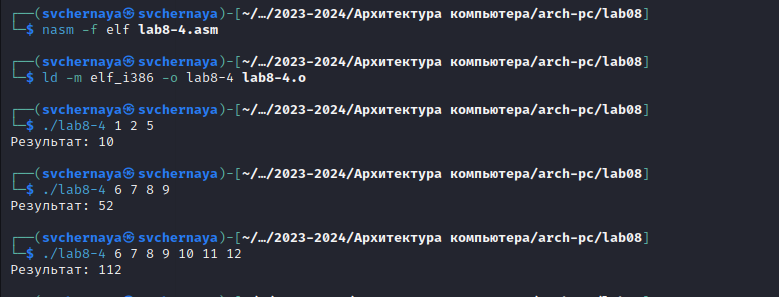 ┌──(svchernaya㉿ svchernaya)-[~/…/2023-2024/Архитектура компьютера/arch-pc/lab08]
└─$ nasm -f elf lab8-4.asm
┌──(svchernaya㉿ svchernaya)-[~/…/2023-2024/Архитектура компьютера/arch-pc/lab08]
└─$ ld -m elf_i386 -o lab8-4 lab8-4.o
┌──(svchernaya㉿ svchernaya)-[~/…/2023-2024/Архитектура компьютера/arch-pc/lab08]
└─$ ./lab8-4 1 2 5
Результат: 10
┌──(svchernaya㉿ svchernaya)-[~/…/2023-2024/Архитектура компьютера/arch-pc/lab08]
└─$ ./lab8-4 6 7 8 9
Результат: 52
┌──(svchernaya㉿ svchernaya)-[~/…/2023-2024/Архитектура компьютера/arch-pc/lab08]
└─$ ./lab8-4 6 7 8 9 10 11 12
Результат: 112